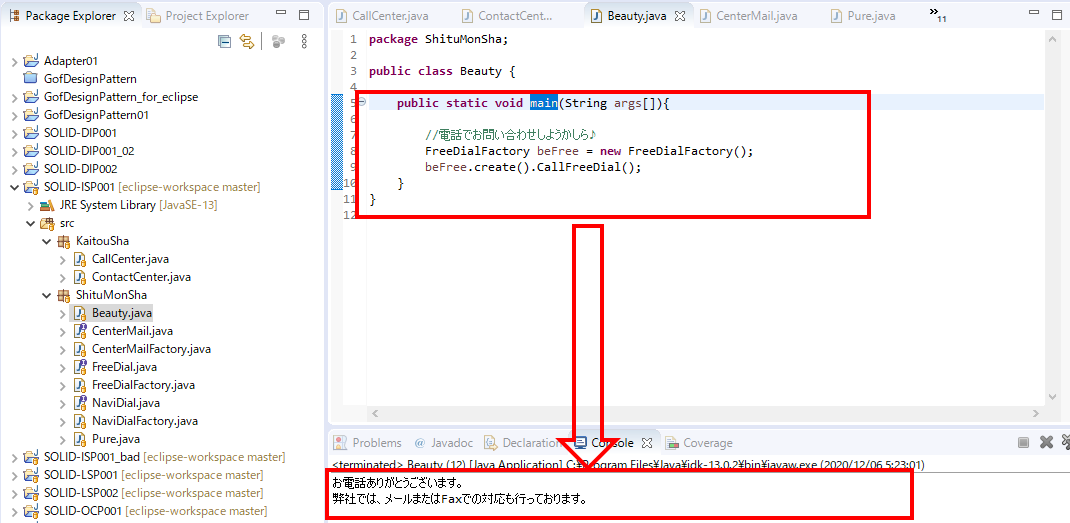 Package Explorer
Project Explorer
Adapter01
GofDesignPattern
GofDesignPattern_for_eclipse
GofDesignPattern01
SOLID-DIP001
SOLID-DIP001_02
SOLID-DIP002
SOLID-ISP001 [eclipse-workspace master]
JRE System Library [JavaSE-13]
src
KaitouSha
CallCenter.java
ContactCenter.java
ShituMonSha
Beauty.java
CenterMail.java
CenterMailFactory.java
FreeDial.java
FreeDialFactory.java
NaviDial.java
NaviDialFactory.java
Pure.java
SOLID-ISP001_bad [eclipse-workspace master]
SOLID-LSP001 [eclipse-workspace master]
SOLID-LSP002 [eclipse-workspace master]
SOLID-OCP001 [eclipse-workspace master]
CallCenter.java
ContactCent...
Beauty.java
CenterMail.java
Pure.java
»11
1 package ShituMonSha;
2
3 public class Beauty {
4
5 public static void main(String args[]){
6
7 //電話でお問い合わせしようかしら♪
8 FreeDialFactory beFree = new FreeDialFactory();
9 beFree.create().CallFreeDial();
10 }
11 }
12
Problems
@ Javadoc
Declaration
Console
Coverage
<terminated> Beauty (12) [Java Application] C:¥Program Files¥Java¥jdk-13.0.2¥bin¥javaw.exe (2020/12/06 5:23:01)
お電話ありがとうございます。
弊社では、メールまたはFaxでの対応も行っております。